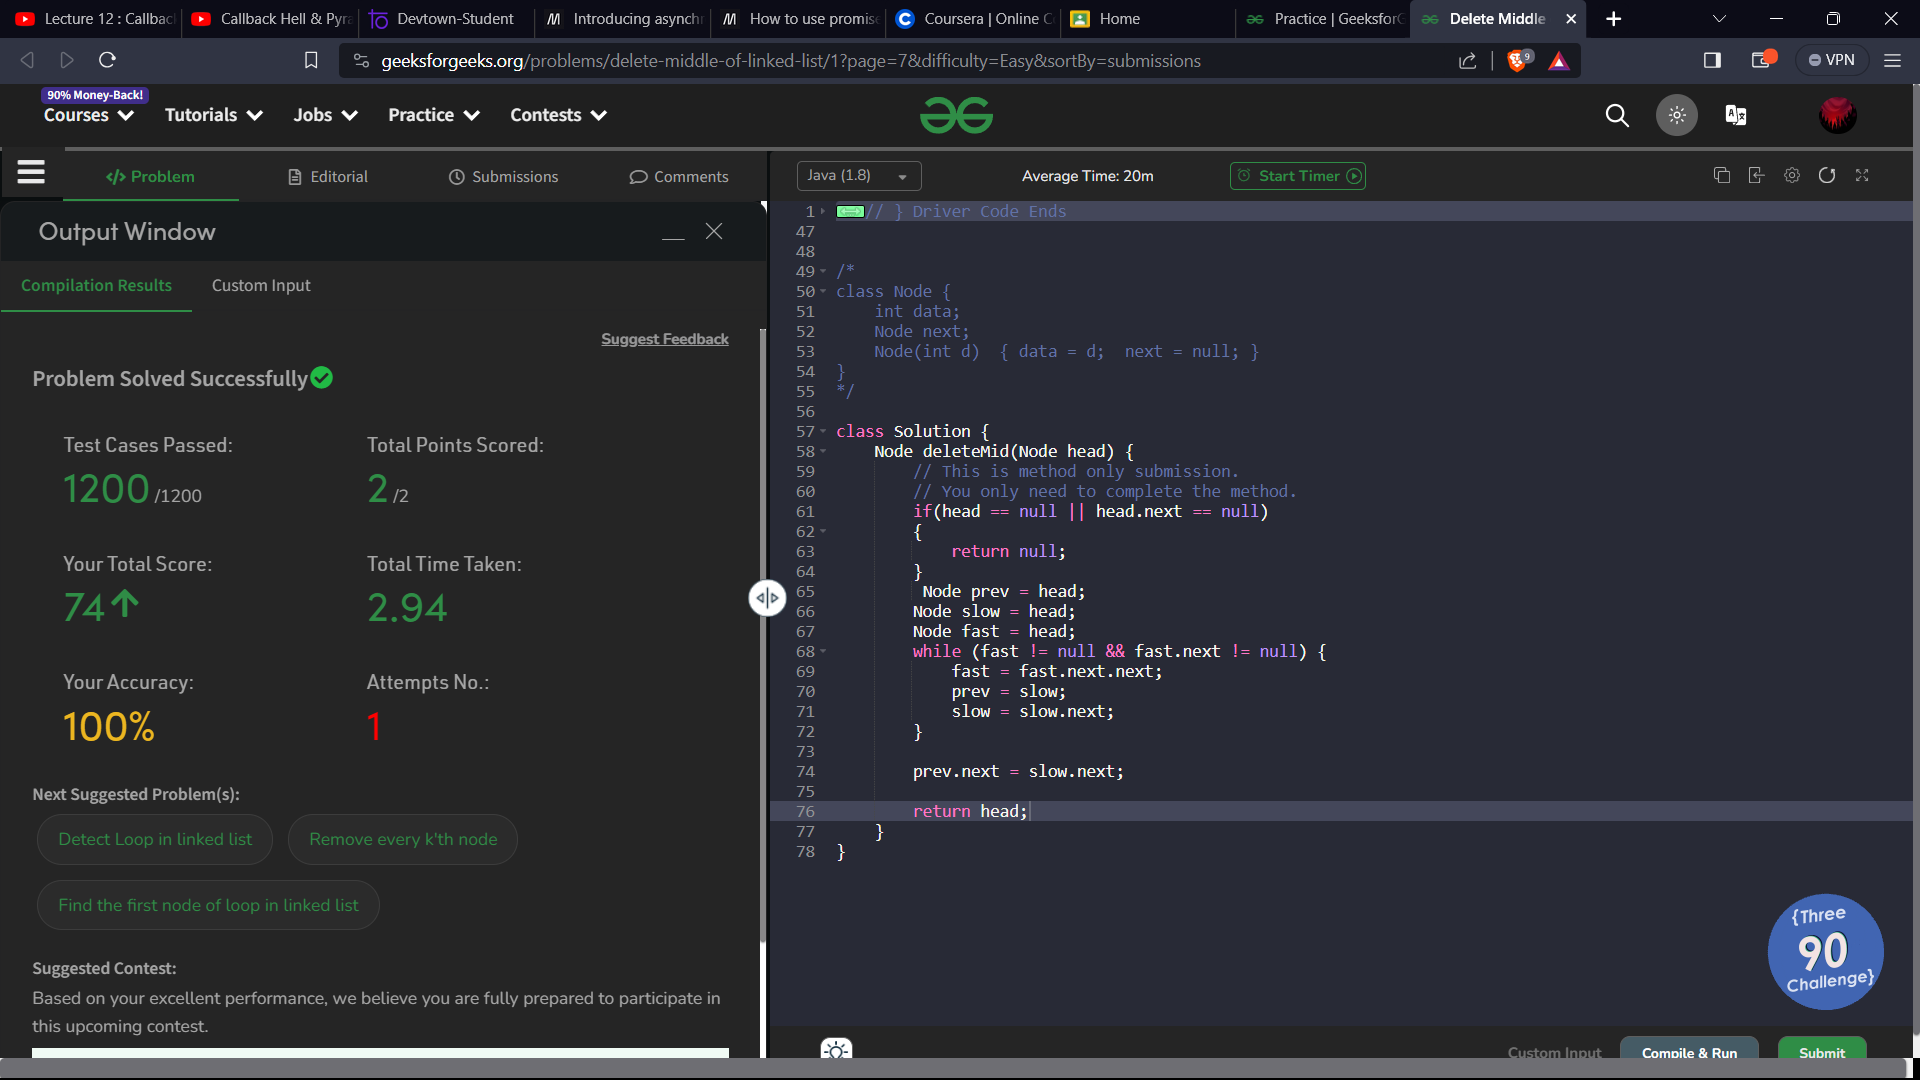 Lecture 12 : Callbac
Callback Hell & Pyra
Devtown-Student
Introducing asynchr
How to use promise
Coursera | Online C
Home
Practice | GeeksforG
Delete Middle
geeksforgeeks.org/problems/delete-middle-of-linked-list/1?page=7&difficulty=Easy&sortBy=submissions
9
VPN
90% Money-Back!
Courses
Tutorials
Jobs
Practice
Contests
Problem
Editorial
Submissions
Comments
Java (1.8)
Average Time: 20m
Start Timer
Output Window
Compilation Results
Custom Input
Suggest Feedback
Problem Solved Successfully
Test Cases Passed:
1200 /1200
Total Points Scored:
2 /2
Your Total Score:
74
Total Time Taken:
2.94
Your Accuracy:
100%
Attempts No.:
1
Next Suggested Problem(s):
Detect Loop in linked list
Remove every k'th node
Find the first node of loop in linked list
Suggested Contest:
Based on your excellent performance, we believe you are fully prepared to participate in
this upcoming contest.
1 // } Driver Code Ends
47
48
49 /*
50 class Node {
51 int data;
52 Node next;
53 Node(int d) { data = d; next = null; }
54 }
55 */
56
57 class Solution {
58 Node deleteMid(Node head) {
59 // This is method only submission.
60 // You only need to complete the method.
61 if(head == null || head.next == null)
62 {
63 return null;
64 }
65 Node prev = head;
66 Node slow = head;
67 Node fast = head;
68 while (fast != null && fast.next != null) {
69 fast = fast.next.next;
70 prev = slow;
71 slow = slow.next;
72 }
73
74 prev.next = slow.next;
75
76 return head;
77 }
78 }
{Three
90
Challenge}
Custom Input
Compile & Run
Submit